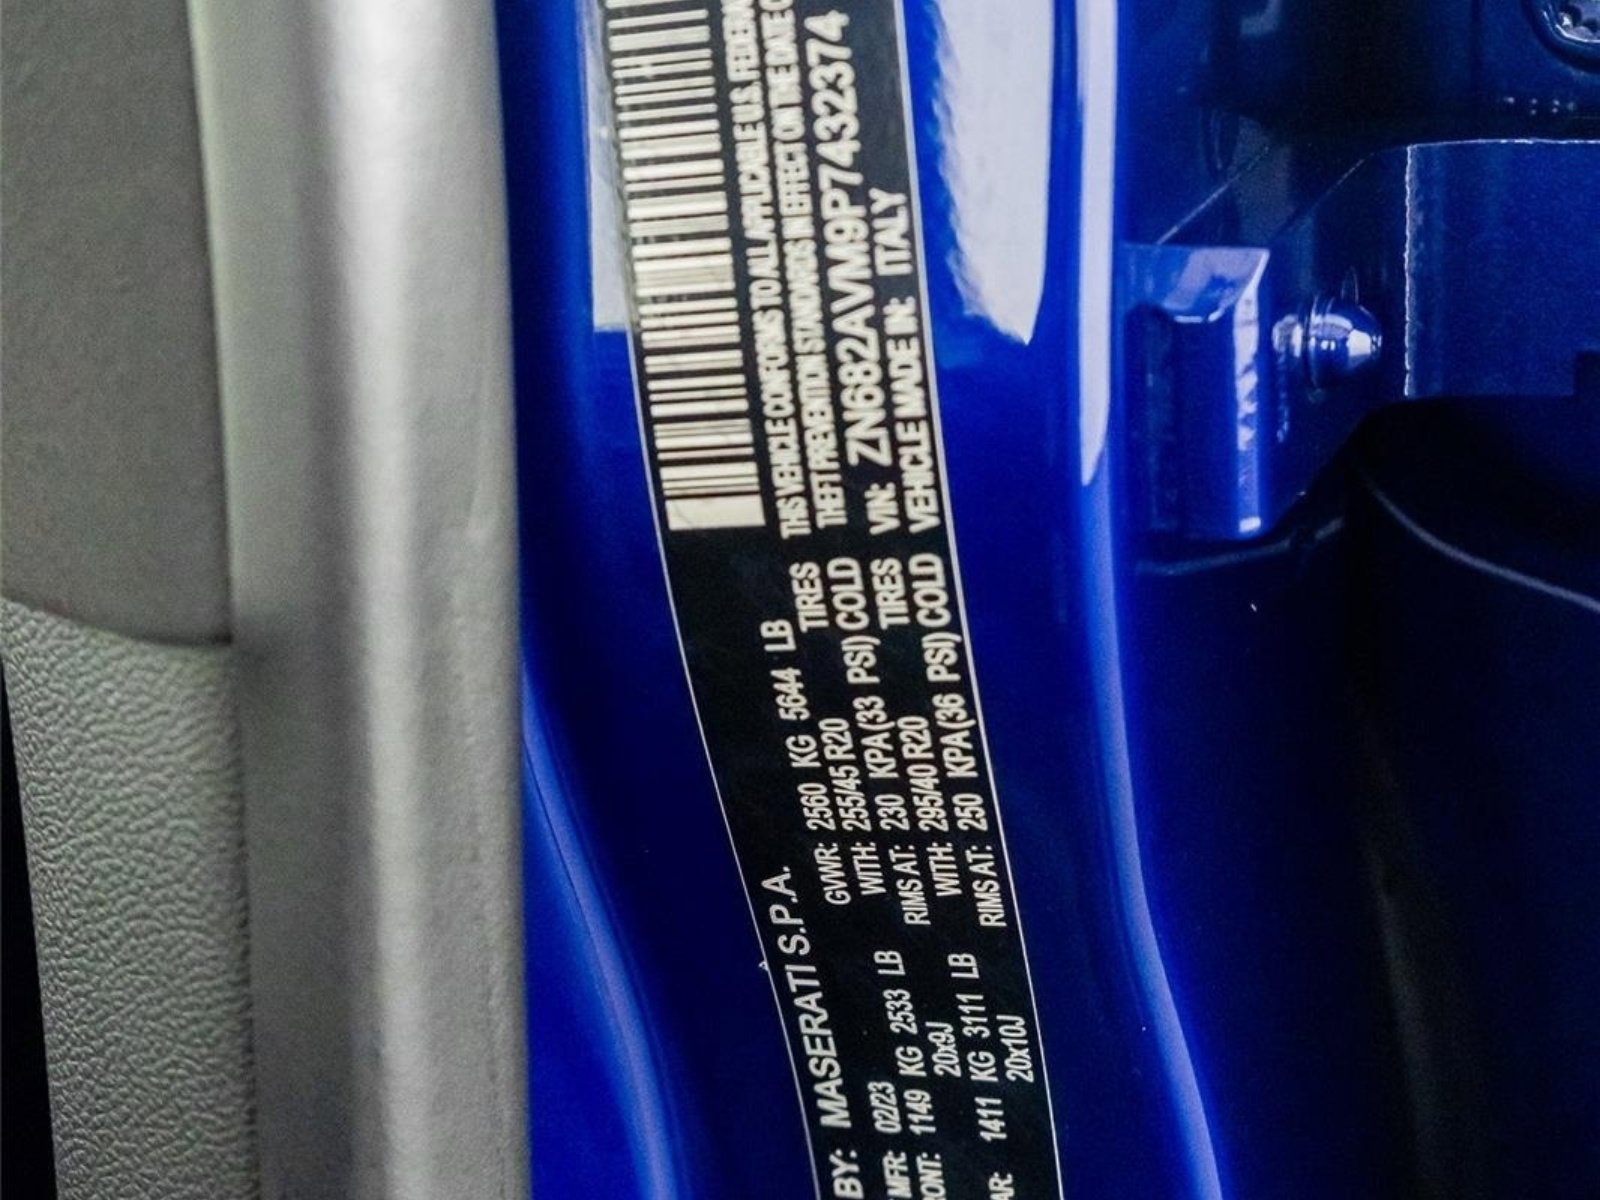 BY: MASERATI S.P.A.
MFR: 02/23 GVWR: 2560 KG 5644 LB
1149 KG 2533 LB WITH: 255/45 R20 TIRES
20x9J RIMS AT: 230 KPA (33 PSI) COLD
1411 KG 3111 LB WITH: 295/40 R20 TIRES
20x10J RIMS AT: 250 KPA (36 PSI) COLD
THIS VEHICLE CONFORMS TO ALL APPLICABLE U.S. FEDERA
THEFT PREVENTION STANDARDS IN EFFECT ON THE DATE
VIN: ZN682AVM9P7432374
VEHICLE MADE IN: ITALY